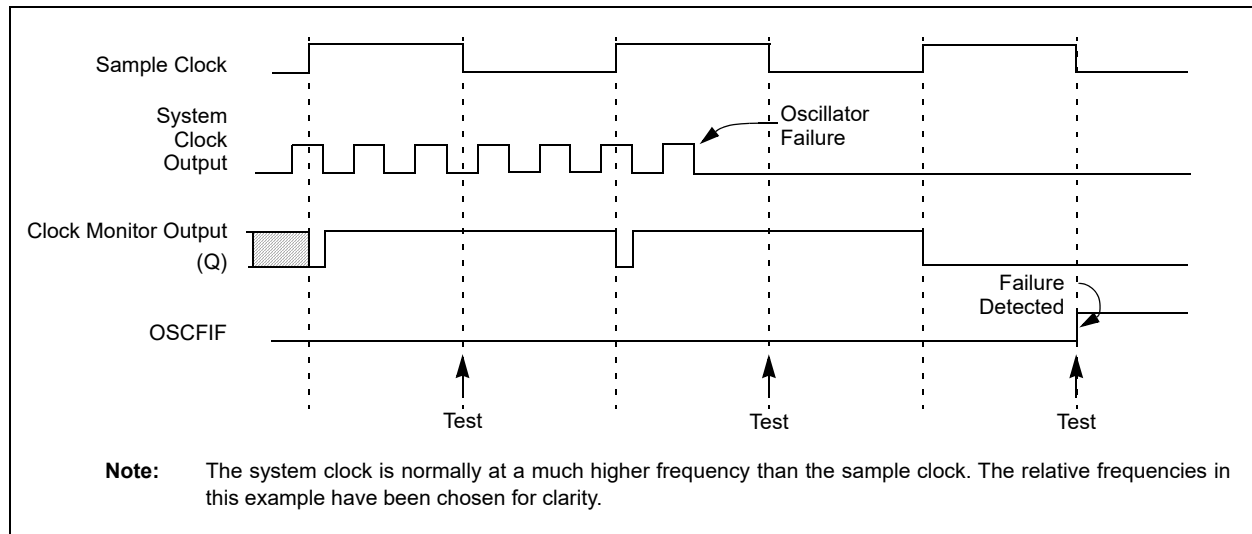 Sample Clock
System
Clock
Output
Oscillator
Failure
Clock Monitor Output
(Q)
Failure
Detected
OSCFIF
Test
Test
Test
Note: The system clock is normally at a much higher frequency than the sample clock. The relative frequencies in
this example have been chosen for clarity.